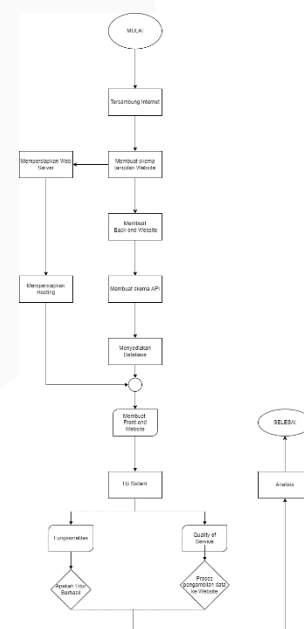 MULAI
Tersambung Internet
Mempersiapkan Web
Server
Membuat skema
tampilan Website
Membuat
Back-end Website
Mempersiapkan
Hosting
Membuat skema API
Menyediakan
Database
Membuat
Front-end
Website
SELESAI
Uji Sistem
Analisis
Fungsionalitas
Quality of
Service
Apakah Fitur
Berhasil
Proses
pengambilan data
ke Website